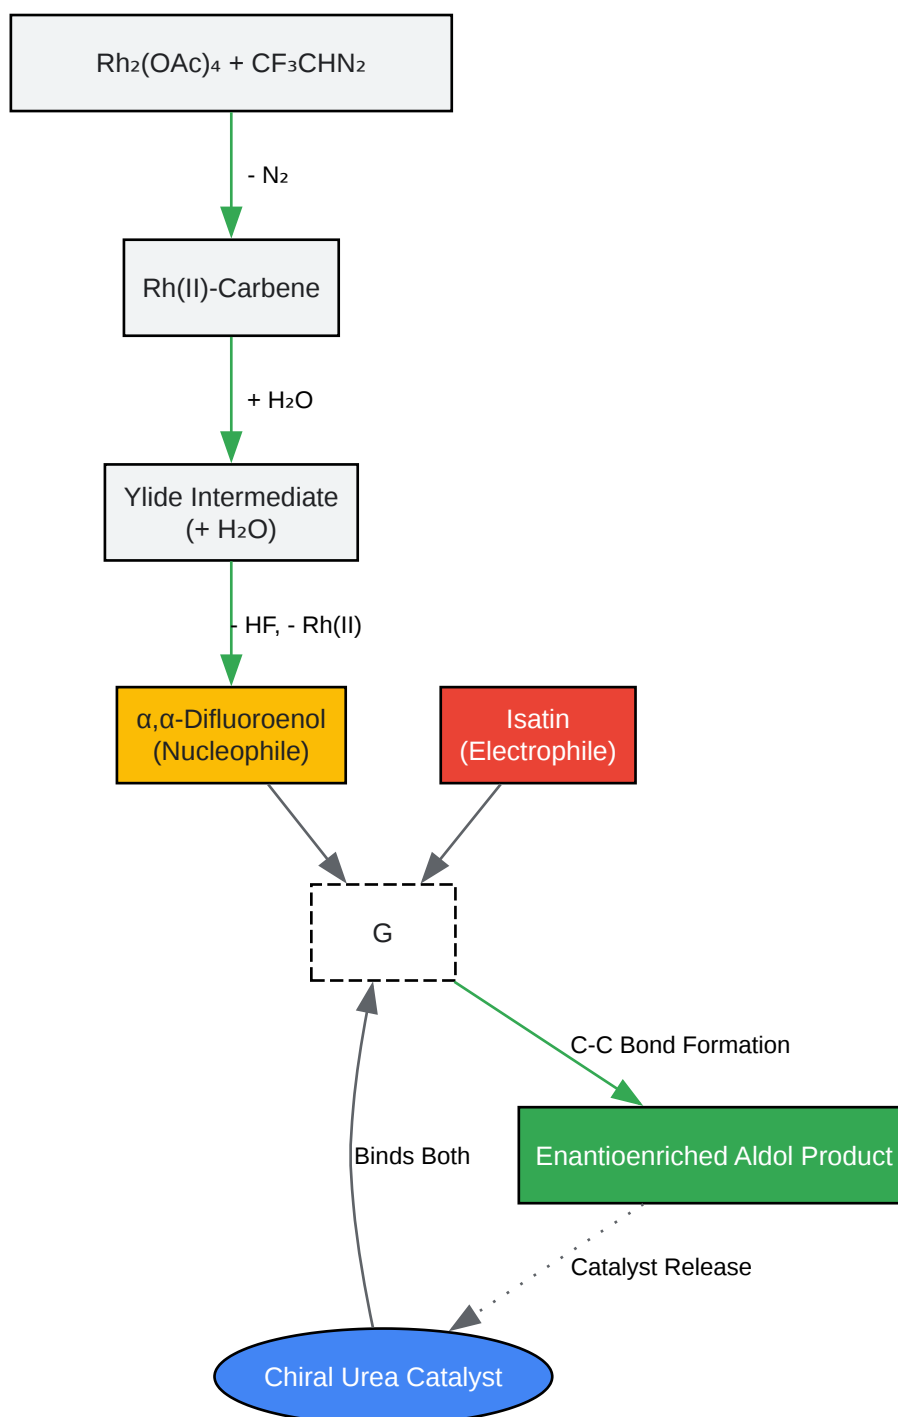 Rh₂(OAc)₄ + CF₃CHN₂
- N₂
Rh(II)-Carbene
+ H₂O
Ylide Intermediate
(+ H₂O)
- HF, - Rh(II)
α,α-Difluoroenol
(Nucleophile)
Isatin
(Electrophile)
G
C-C Bond Formation
Binds Both
Enantioenriched Aldol Product
Catalyst Release
Chiral Urea Catalyst